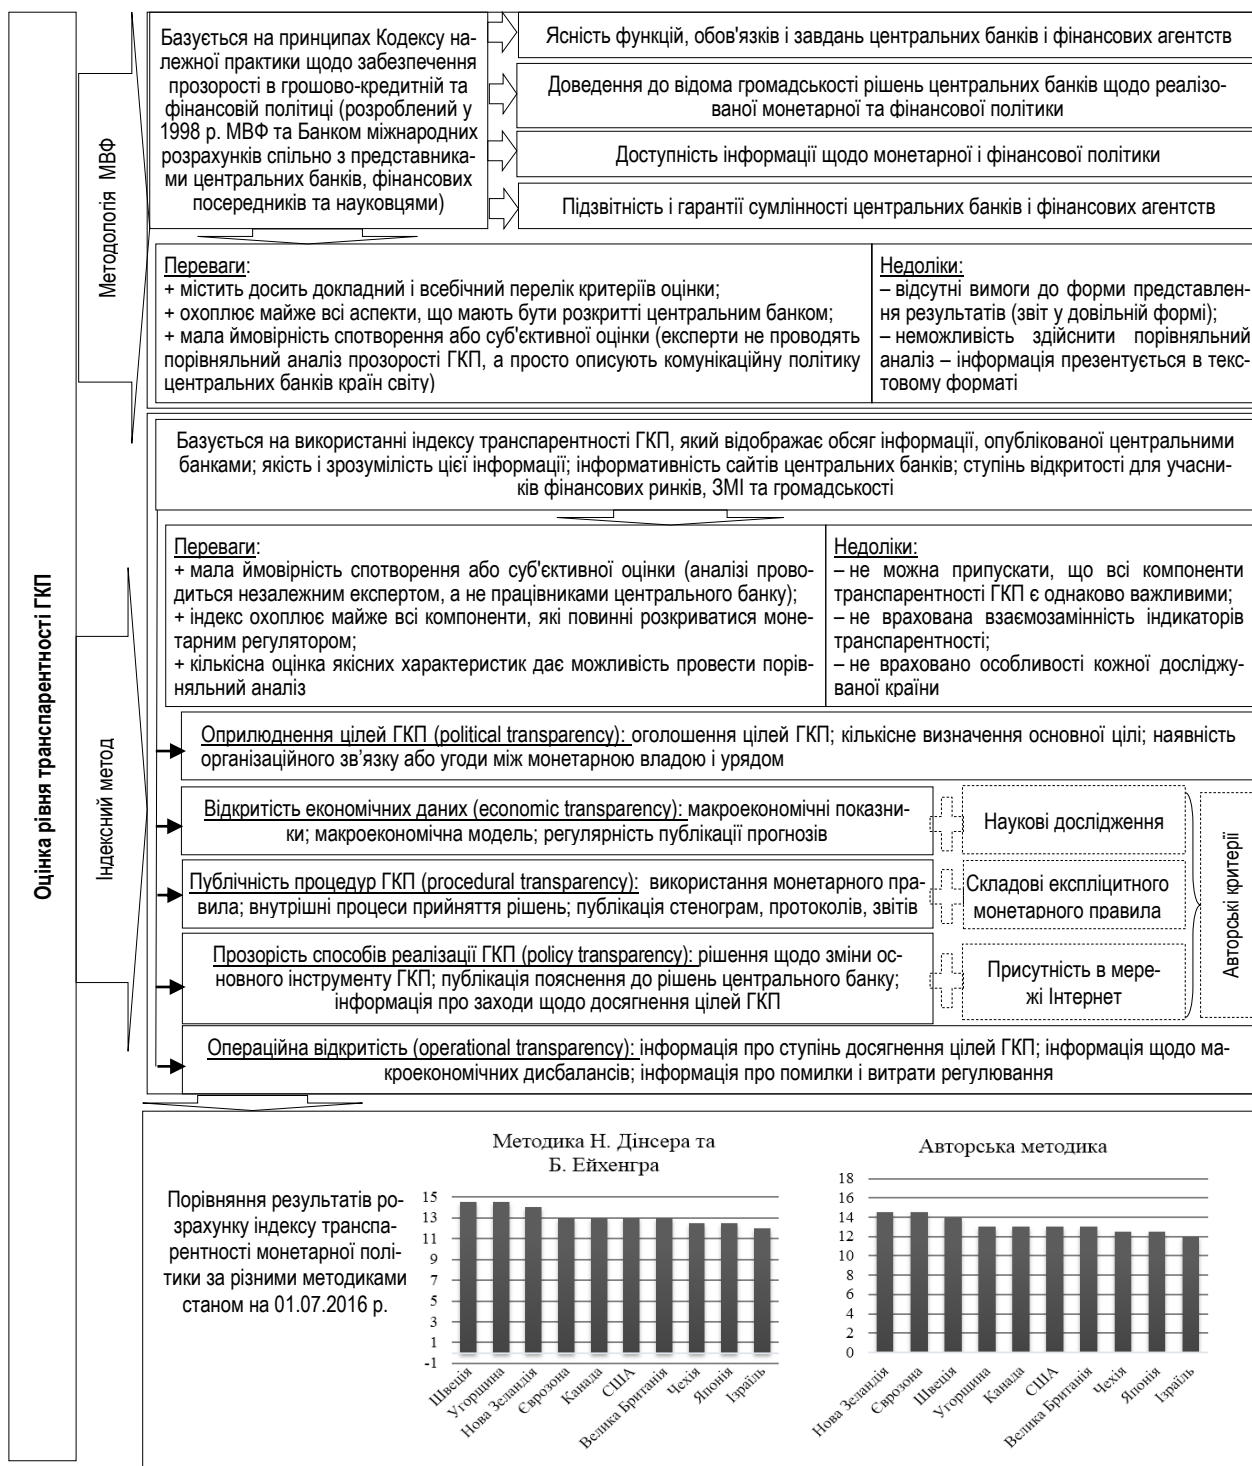 Оцінка рівня транспарентності ГКП
Методологія МВФ
Базується на принципах Кодексу на-
лежної практики щодо забезпечення
прозорості в грошово-кредитній та
фінансовій політиці (розроблений у
1998 р. МВФ та Банком міжнародних
розрахунків спільно з представника-
ми центральних банків, фінансових
посередників та науковцями)
Ясність функцій, обов'язків і завдань центральних банків і фінансових агентств
Доведення до відома громадськості рішень центральних банків щодо реалізо-
ваної монетарної та фінансової політики
Доступність інформації щодо монетарної і фінансової політики
Підзвітність і гарантії сумлінності центральних банків і фінансових агентств
Переваги:
+ містить досить докладний і всебічний перелік критеріїв оцінки;
+ охоплює майже всі аспекти, що мають бути розкритті центральним банком;
+ мала ймовірність спотворення або суб'єктивної оцінки (експерти не проводять
порівняльний аналіз прозорості ГКП, а просто описують комунікаційну політику
центральних банків країн світу)
Недоліки:
– відсутні вимоги до форми представлен-
ня результатів (звіт у довільній формі);
– неможливість здійснити порівняльний
аналіз – інформація презентується в текс-
товому форматі
Індексний метод
Базується на використанні індексу транспарентності ГКП, який відображає обсяг інформації, опублікованої центральними
банками; якість і зрозумілість цієї інформації; інформативність сайтів центральних банків; ступінь відкритості для учасни-
ків фінансових ринків, ЗМІ та громадськості
Переваги:
+ мала ймовірність спотворення або суб'єктивної оцінки (аналізі прово-
диться незалежним експертом, а не працівниками центрального банку);
+ індекс охоплює майже всі компоненти, які повинні розкриватися моне-
тарним регулятором;
+ кількісна оцінка якісних характеристик дає можливість провести порів-
няльний аналіз
Недоліки:
– не можна припускати, що всі компоненти
транспарентності ГКП є однаково важливими;
– не врахована взаємозамінність індикаторів
транспарентності;
– не враховано особливості кожної досліджу-
ваної країни
Оприлюднення цілей ГКП (political transparency): оголошення цілей ГКП; кількісне визначення основної цілі; наявність
організаційного зв’язку або угоди між монетарною владою і урядом
Відкритість економічних даних (economic transparency): макроекономічні показни-
ки; макроекономічна модель; регулярність публікації прогнозів
Наукові дослідження
Публічність процедур ГКП (procedural transparency): використання монетарного пра-
вила; внутрішні процеси прийняття рішень; публікація стенограм, протоколів, звітів
Складові експліцитного
монетарного правила
Прозорість способів реалізації ГКП (policy transparency): рішення щодо зміни ос-
новного інструменту ГКП; публікація пояснення до рішень центрального банку;
інформація про заходи щодо досягнення цілей ГКП
Присутність в мере-
жі Інтернет
Авторські критерії
Операційна відкритість (operational transparency): інформація про ступінь досягнення цілей ГКП; інформація щодо ма-
кроекономічних дисбалансів; інформація про помилки і витрати регулювання
Порівняння результатів ро-
зрахунку індексу транспа-
рентності монетарної полі-
тики за різними методиками
станом на 01.07.2016 р.
Методика Н. Дінсера та
Б. Ейхенгра
15
13
11
9
7
5
3
1
-1
Швеція
Угорщина
Нова Зеландія
Єврозона
Канада
США
Велика Британія
Чехія
Японія
Ізраїль
Авторська методика
18
16
14
12
10
8
6
4
2
0
Нова Зеландія
Єврозона
Швеція
Угорщина
Канада
США
Велика Британія
Чехія
Японія
Ізраїль